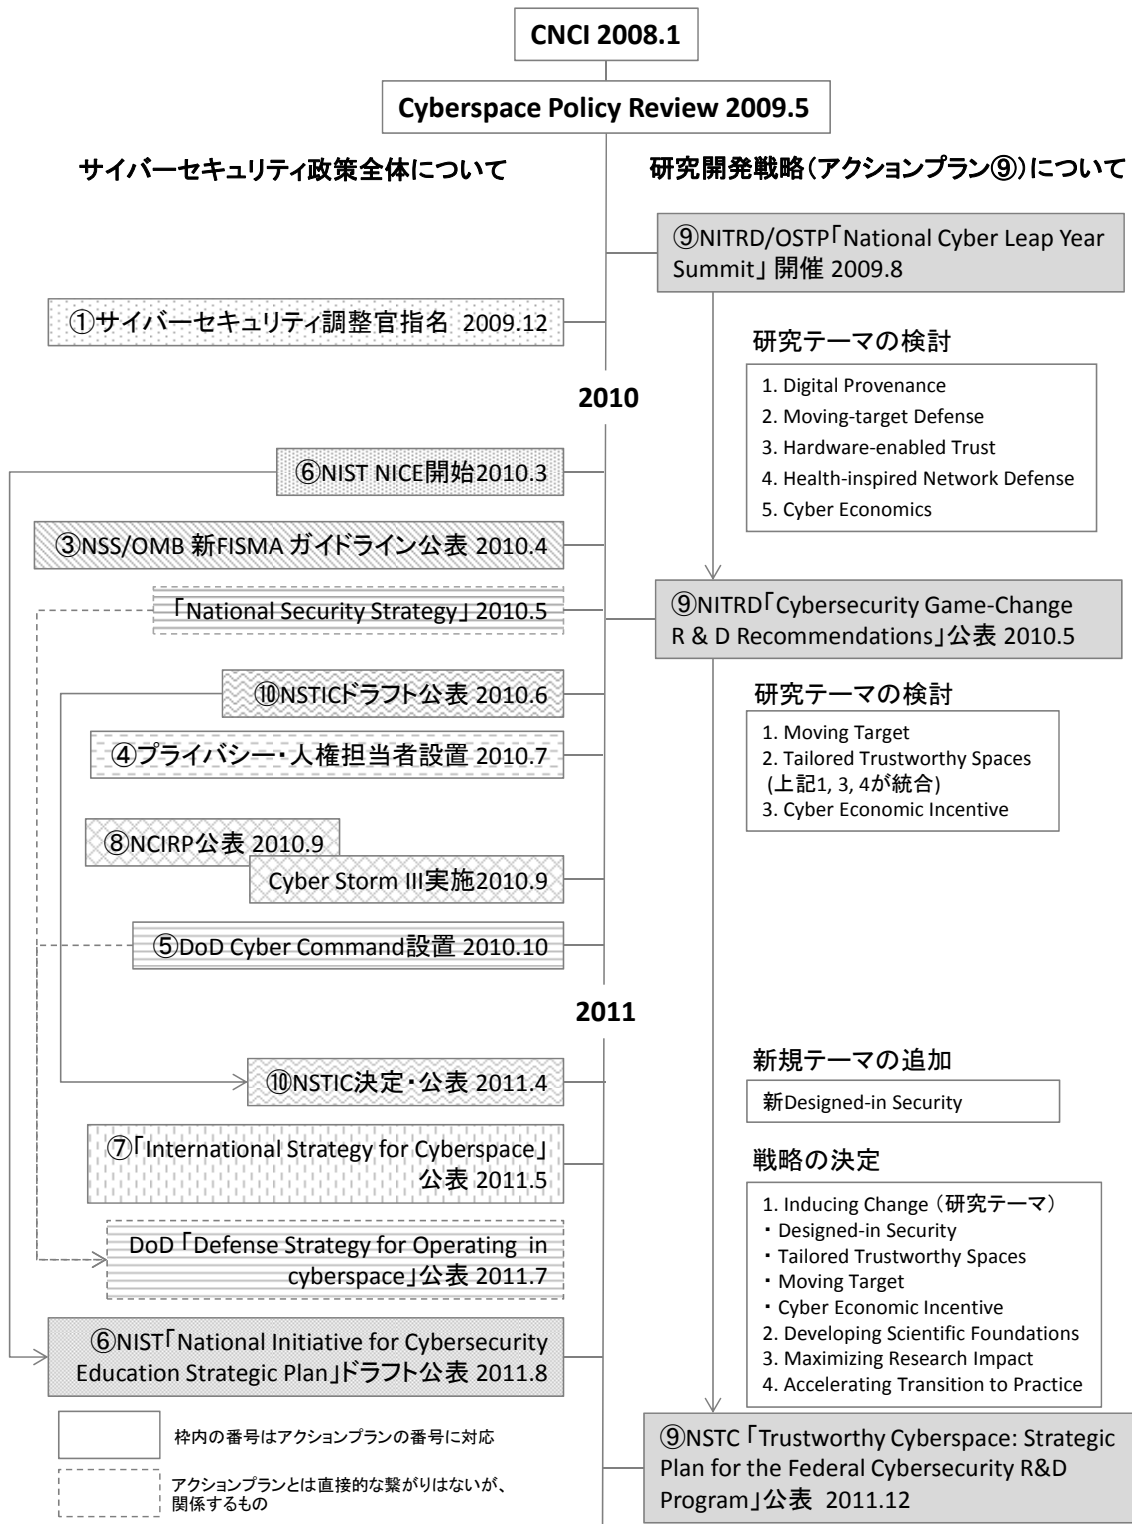 CNCI 2008.1
Cyberspace Policy Review 2009.5
サイバーセキュリティ政策全体について
研究開発戦略(アクションプラン⑨)について
⑨NITRD/OSTP「National Cyber Leap Year
Summit」 開催 2009.8
①サイバーセキュリティ調整官指名 2009.12
研究テーマの検討
1. Digital Provenance
2. Moving-target Defense
3. Hardware-enabled Trust
4. Health-inspired Network Defense
5. Cyber Economics
2010
⑥NIST NICE開始2010.3
③NSS/OMB 新FISMA ガイドライン公表 2010.4
「National Security Strategy」 2010.5
⑨NITRD「Cybersecurity Game-Change
R & D Recommendations」公表 2010.5
⑩NSTICドラフト公表 2010.6
④プライバシー・人権担当者設置 2010.7
研究テーマの検討
1. Moving Target
2. Tailored Trustworthy Spaces
(上記1, 3, 4が統合)
3. Cyber Economic Incentive
⑧NCIRP公表 2010.9
Cyber Storm III実施2010.9
⑤DoD Cyber Command設置 2010.10
2011
⑩NSTIC決定・公表 2011.4
新規テーマの追加
新Designed-in Security
⑦「International Strategy for Cyberspace」
公表 2011.5
DoD 「Defense Strategy for Operating in
cyberspace」公表 2011.7
⑥NIST「National Initiative for Cybersecurity
Education Strategic Plan」ドラフト公表 2011.8
戦略の決定
1. Inducing Change (研究テーマ)
・ Designed-in Security
・ Tailored Trustworthy Spaces
・ Moving Target
・ Cyber Economic Incentive
2. Developing Scientific Foundations
3. Maximizing Research Impact
4. Accelerating Transition to Practice
⑨NSTC 「Trustworthy Cyberspace: Strategic
Plan for the Federal Cybersecurity R&D
Program」公表 2011.12
枠内の番号はアクションプランの番号に対応
アクションプランとは直接的な繋がりはないが、
関係するもの